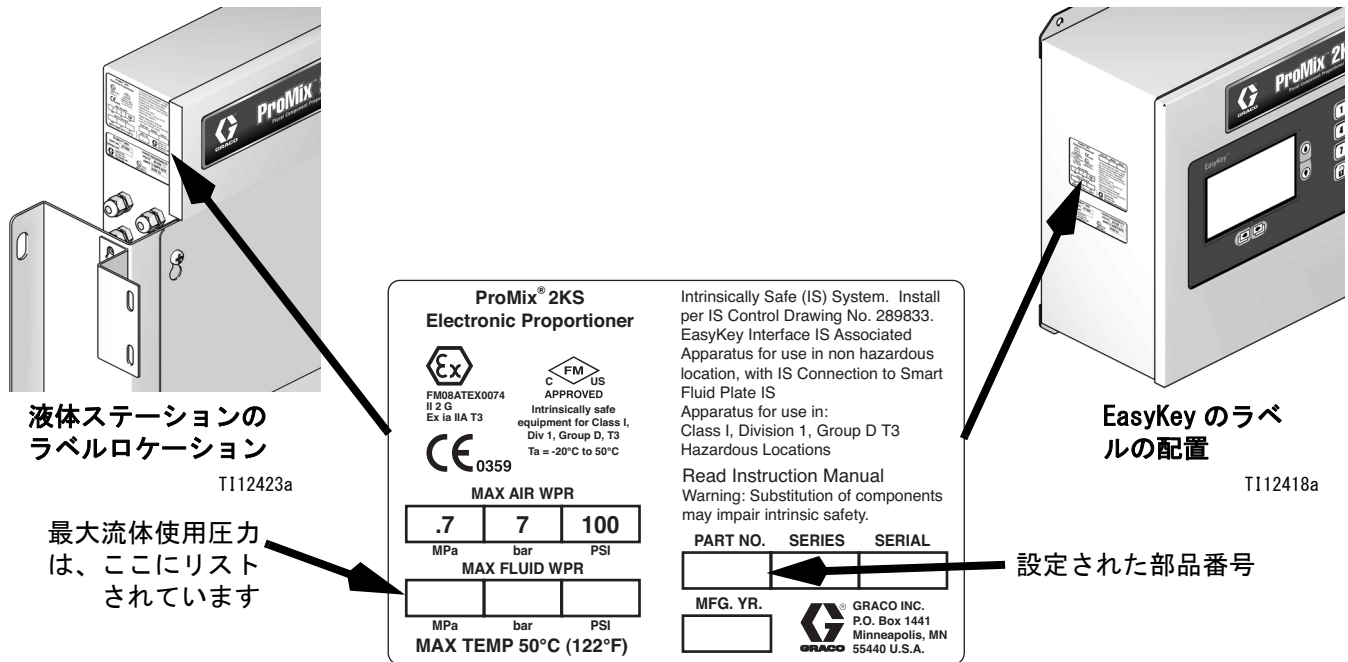 GRACO
ProMix
GRACO
ProMix 2K
EasyKey
1
4
7
液体ステーションの
ラベルロケーション
TI12423a
最大流体使用圧力
は、ここにリスト
されています
ProMix® 2KS
Electronic Proportioner
Ex
FM08ATEX0074
II 2 G
Ex ia IIA T3
CE 0359
C FM US
APPROVED
Intrinsically safe
equipment for Class I,
Div 1, Group D, T3
Ta = -20°C to 50°C
MAX AIR WPR
.7 7 100
MPa bar PSI
MAX FLUID WPR
MPa bar PSI
MAX TEMP 50°C (122°F)
Intrinsically Safe (IS) System. Install
per IS Control Drawing No. 289833.
EasyKey Interface IS Associated
Apparatus for use in non hazardous
location, with IS Connection to Smart
Fluid Plate IS
Apparatus for use in:
Class I, Division 1, Group D T3
Hazardous Locations
Read Instruction Manual
Warning: Substitution of components
may impair intrinsic safety.
PART NO. SERIES SERIAL
MFG. YR.
GRACO ®
GRACO INC.
P.O. Box 1441
Minneapolis, MN
55440 U.S.A.
EasyKey のラベ
ルの配置
TI12418a
設定された部品番号